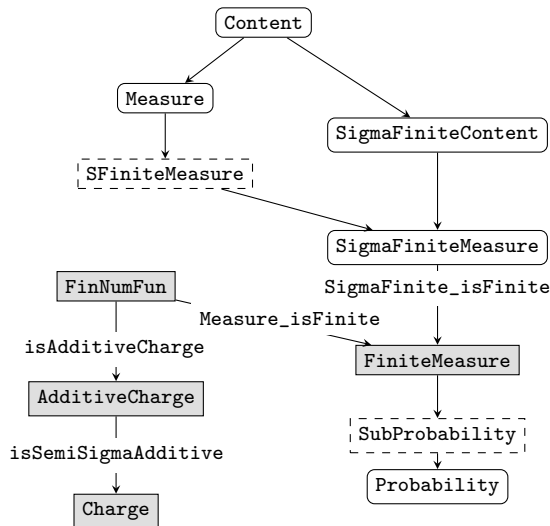 Content
Measure
SigmaFiniteContent
SFiniteMeasure
SigmaFiniteMeasure
FinNumFun
SigmaFinite_isFinite
Measure_isFinite
isAdditiveCharge
FiniteMeasure
AdditiveCharge
SubProbability
isSemiSigmaAdditive
Probability
Charge